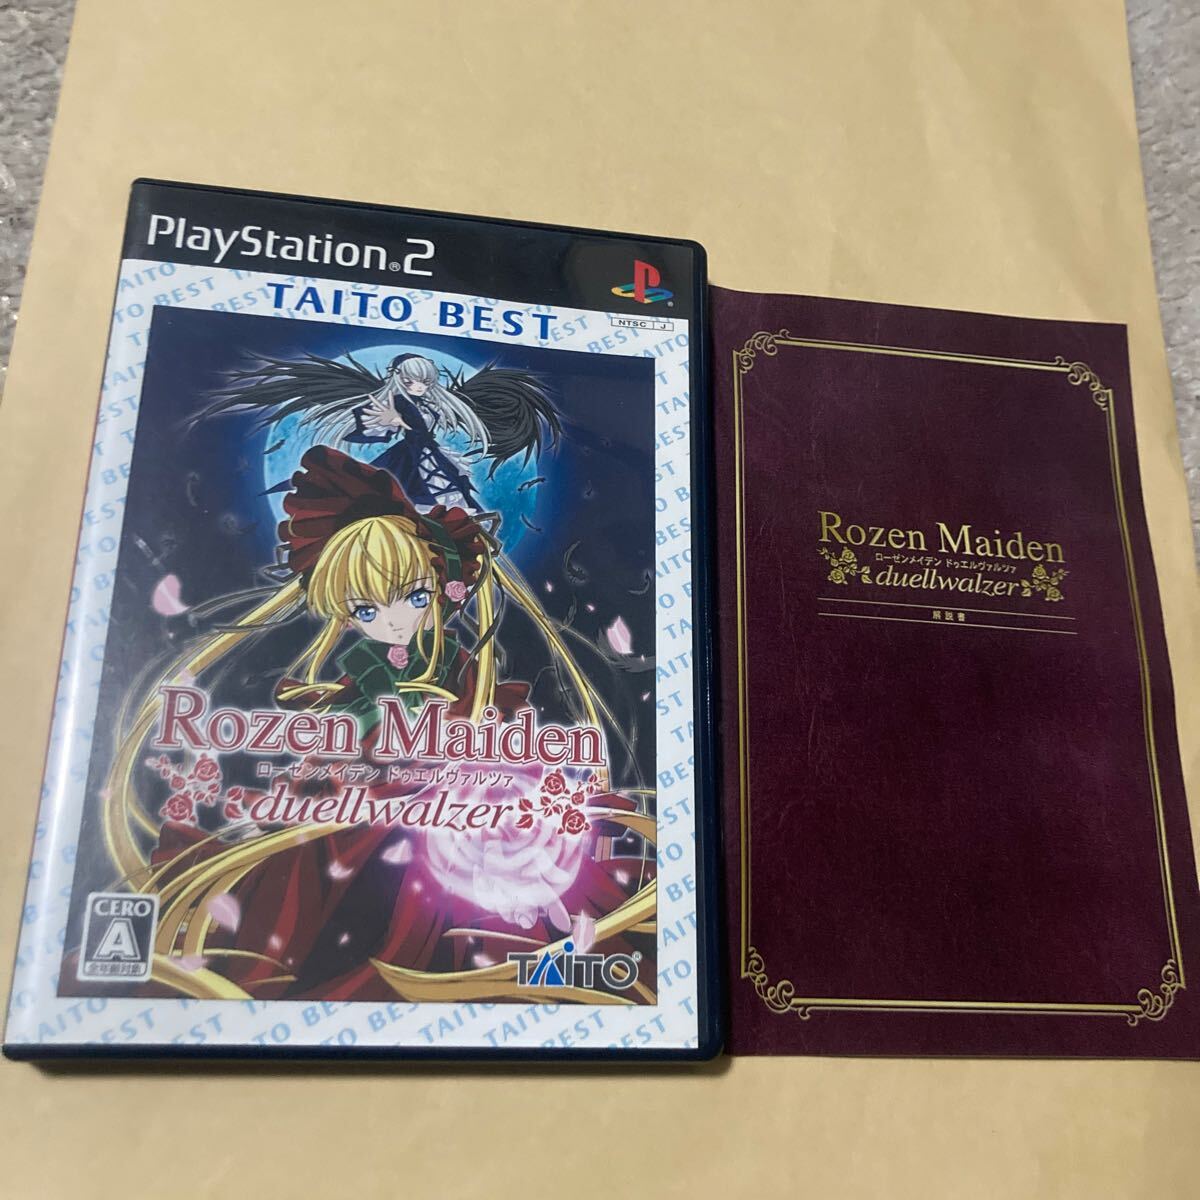 PlayStation®2
TAITO BEST
NTSC J
Rozen Maiden
ローゼンメイデン ドゥエルヴァルツァ
duellwalzer
CERO
A
全年齢対象
TAITO®
Rozen Maiden
ローゼンメイデン ドゥエルヴァルツァ
duellwalzer
解説書